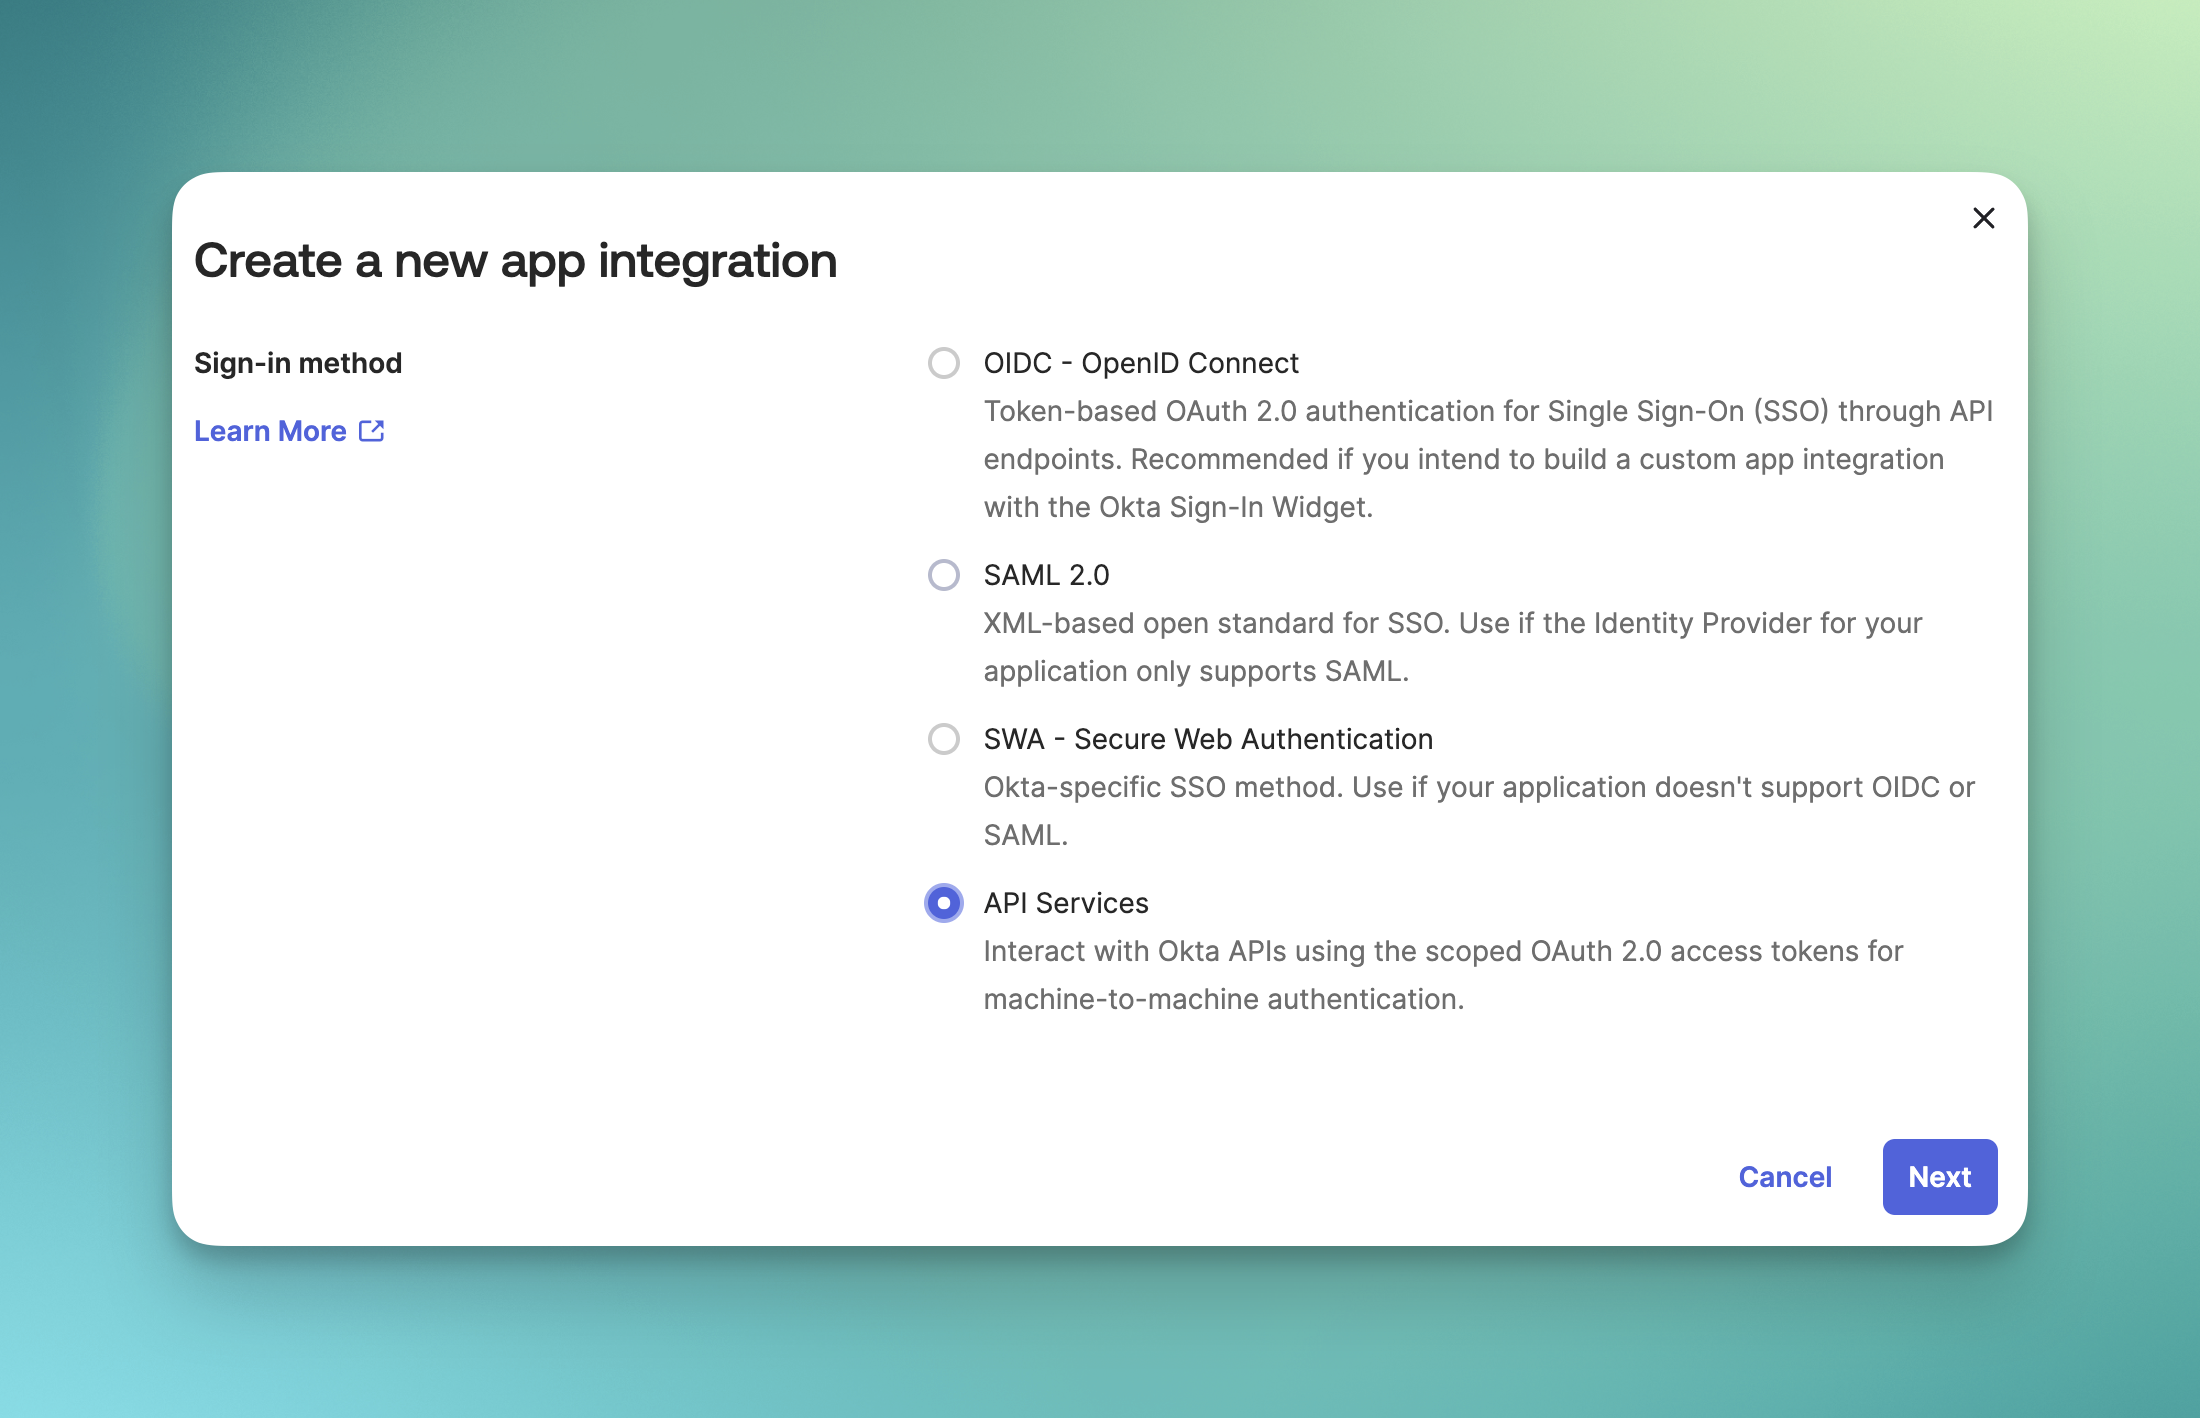 Create a new app integration
Sign-in method
Learn More
OIDC - OpenID Connect
Token-based OAuth 2.0 authentication for Single Sign-On (SSO) through API
endpoints. Recommended if you intend to build a custom app integration
with the Okta Sign-In Widget.
SAML 2.0
XML-based open standard for SSO. Use if the Identity Provider for your
application only supports SAML.
SWA - Secure Web Authentication
Okta-specific SSO method. Use if your application doesn't support OIDC or
SAML.
API Services
Interact with Okta APIs using the scoped OAuth 2.0 access tokens for
machine-to-machine authentication.
Cancel
Next